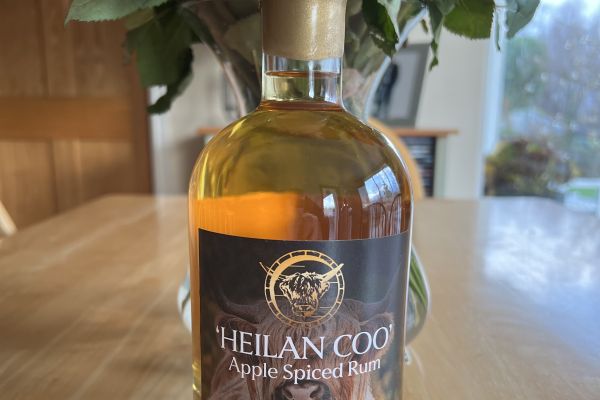 ‘HEILAN COO’
Apple Spiced Rum